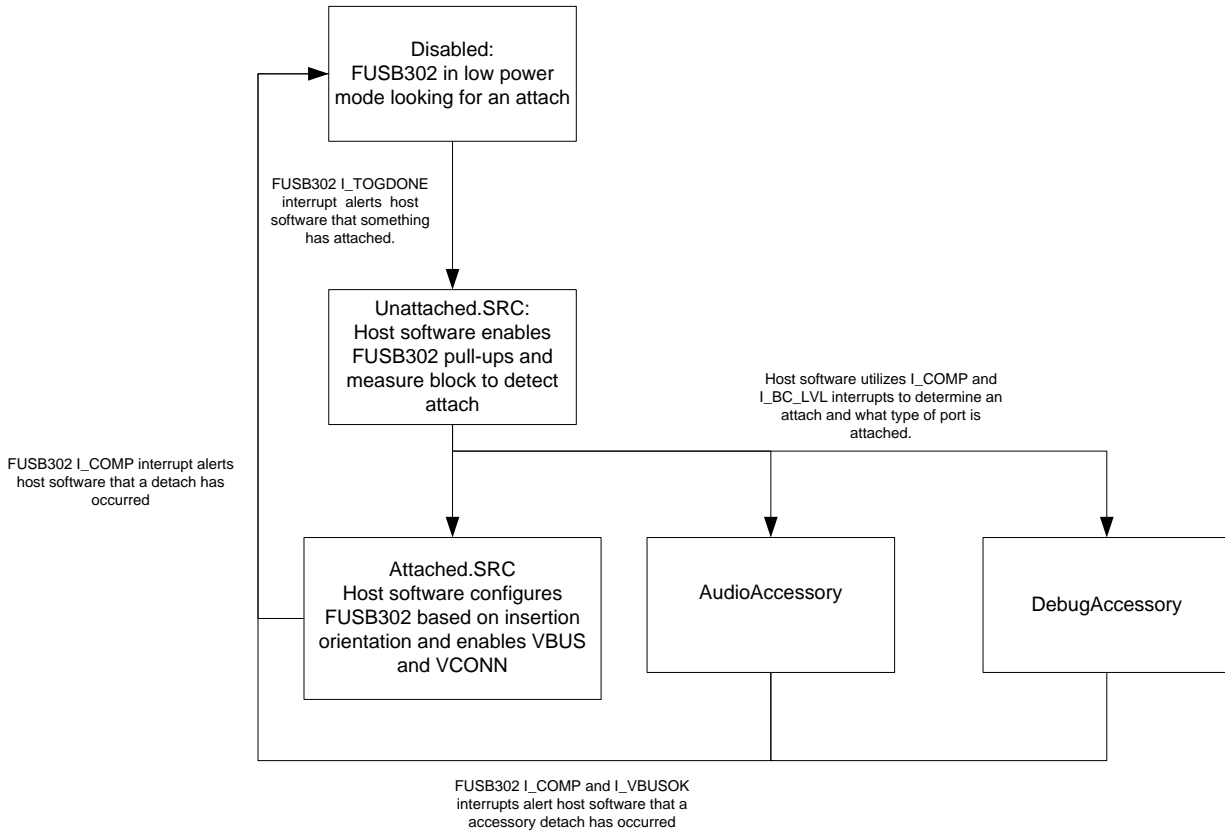 Disabled:
FUSB302 in low power
mode looking for an attach
FUSB302 I_TOGDONE
interrupt alerts host
software that something
has attached.
Unattached.SRC:
Host software enables
FUSB302 pull-ups and
measure block to detect
attach
Host software utilizes I_COMP and
I_BC_LVL interrupts to determine an
attach and what type of port is
attached.
FUSB302 I_COMP interrupt alerts
host software that a detach has
occurred
Attached.SRC
Host software configures
FUSB302 based on insertion
orientation and enables VBUS
and VCONN
AudioAccessory
DebugAccessory
FUSB302 I_COMP and I_VBUSOK
interrupts alert host software that a
accessory detach has occurred